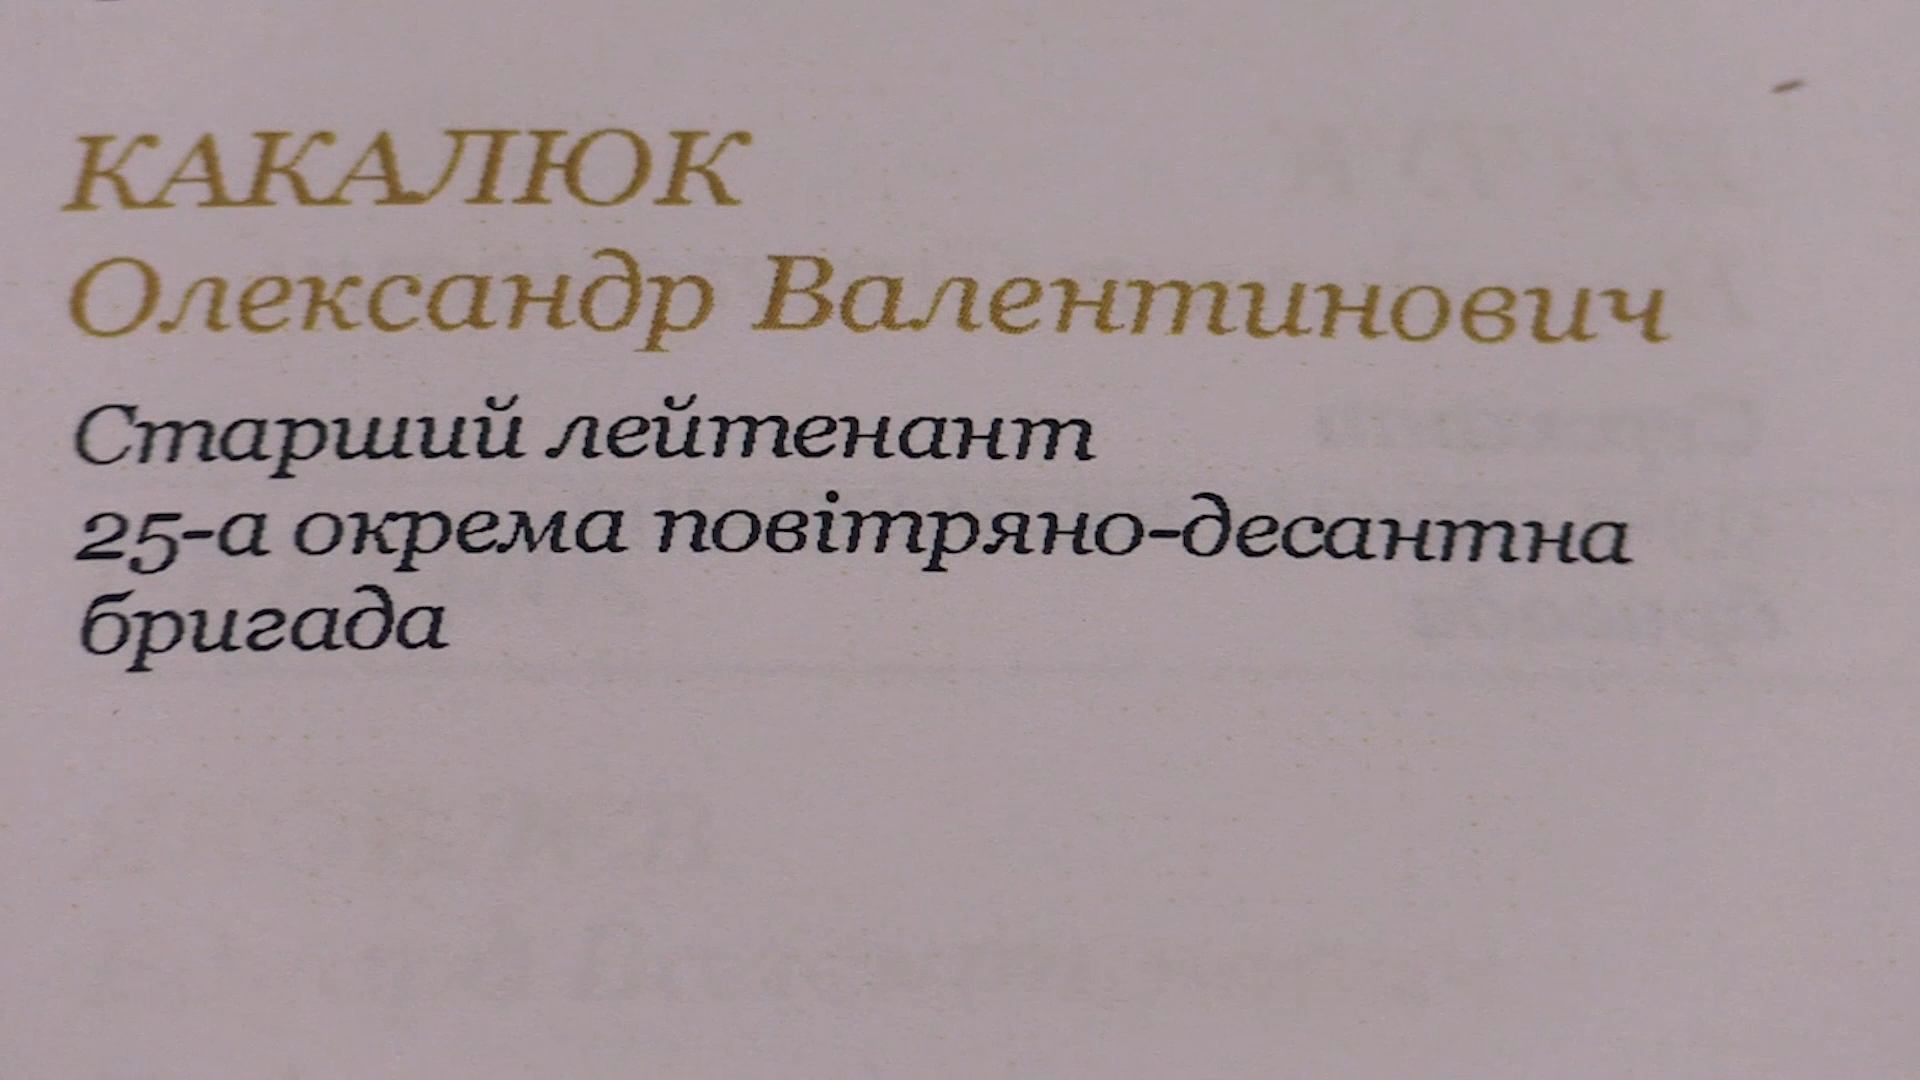 КАКАЛЮК
Олександр Валентинович
Старший лейтенант
25-а окрема повітряно-десантна
бригада